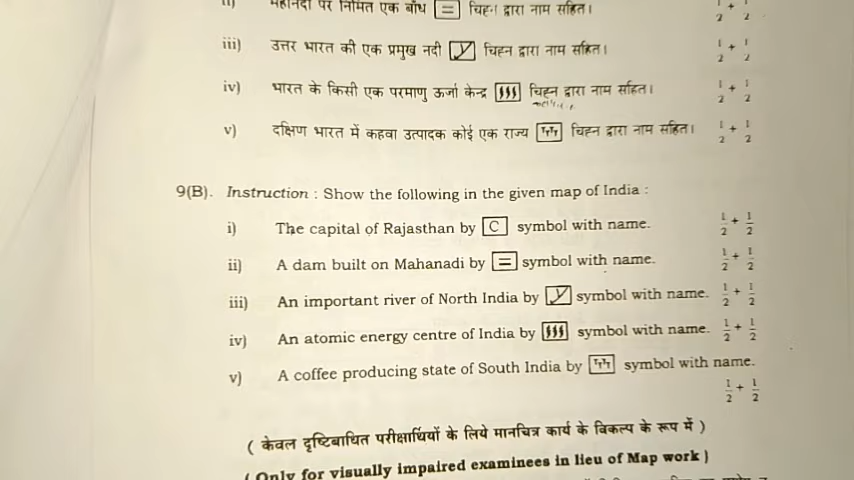 ii) महानदी पर निर्मित एक बाँध [=] चिह्न द्वारा नाम सहित। 1/2 + 1/2
iii) उत्तर भारत की एक प्रमुख नदी चिह्न द्वारा नाम सहित। 1/2 + 1/2
iv) भारत के किसी एक परमाणु ऊर्जा केन्द्र चिह्न द्वारा नाम सहित। 1/2 + 1/2
v) दक्षिण भारत में कहवा उत्पादक कोई एक राज्य चिह्न द्वारा नाम सहित। 1/2 + 1/2
9(B). Instruction : Show the following in the given map of India :
i) The capital of Rajasthan by [C] symbol with name. 1/2 + 1/2
ii) A dam built on Mahanadi by [=] symbol with name. 1/2 + 1/2
iii) An important river of North India by symbol with name. 1/2 + 1/2
iv) An atomic energy centre of India by symbol with name. 1/2 + 1/2
v) A coffee producing state of South India by symbol with name.
1/2 + 1/2
( केवल दृष्टिबाधित परीक्षार्थियों के लिये मानचित्र कार्य के विकल्प के रूप में )
( Only for visually impaired examinees in lieu of Map work )